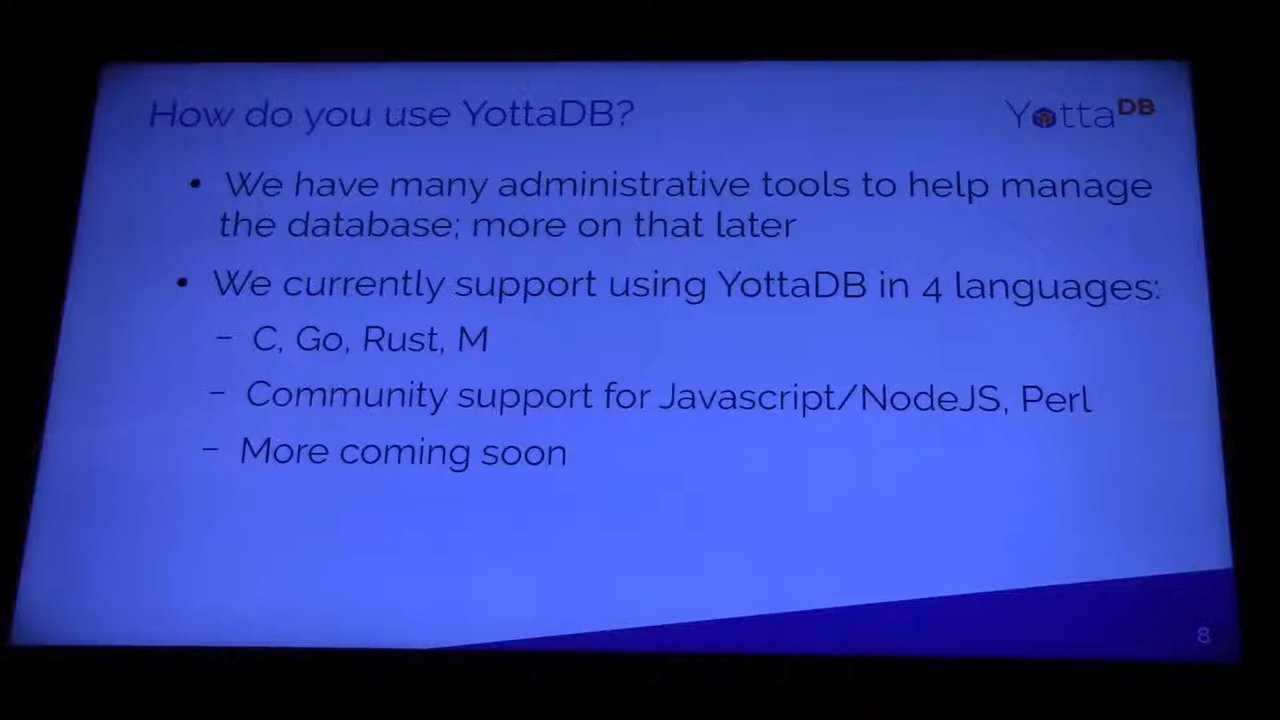 How do you use YottaDB?
YottaDB
• We have many administrative tools to help manage
the database; more on that later
• We currently support using YottaDB in 4 languages:
– C, Go, Rust, M
– Community support for Javascript/NodeJS, Perl
– More coming soon
8